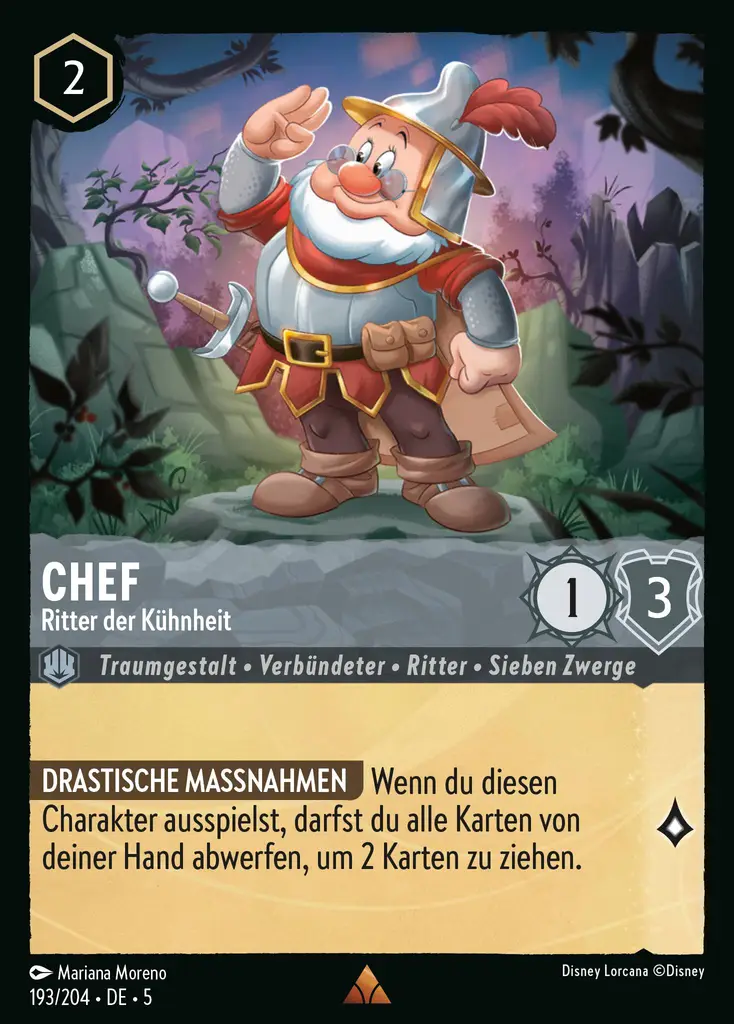 2
CHEF
Ritter der Kühnheit
1
3
Traumgestalt • Verbündeter • Ritter • Sieben Zwerge
DRASTISCHE MASSNAHMEN Wenn du diesen
Charakter ausspielst, darfst du alle Karten von
deiner Hand abwerfen, um 2 Karten zu ziehen.
Mariana Moreno
Disney Lorcana ©Disney
193/204 • DE • 5